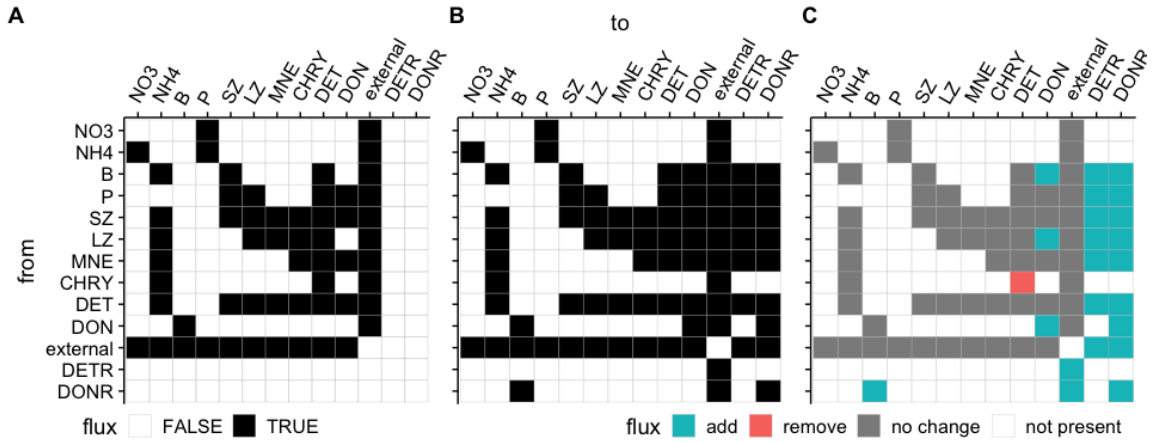 A
B
to
C
NO3
NH4
B
P
SZ
LZ
MNE
CHRY
DET
DON
external
DETR
DONR
NO3
NH4
B
P
SZ
LZ
MNE
CHRY
DET
DON
external
DETR
DONR
NO3
NH4
B
P
SZ
LZ
MNE
CHRY
DET
DON
external
DETR
DONR
from
NO3
NH4
B
P
SZ
LZ
MNE
CHRY
DET
DON
external
DETR
DONR
flux FALSE TRUE
flux add remove no change not present